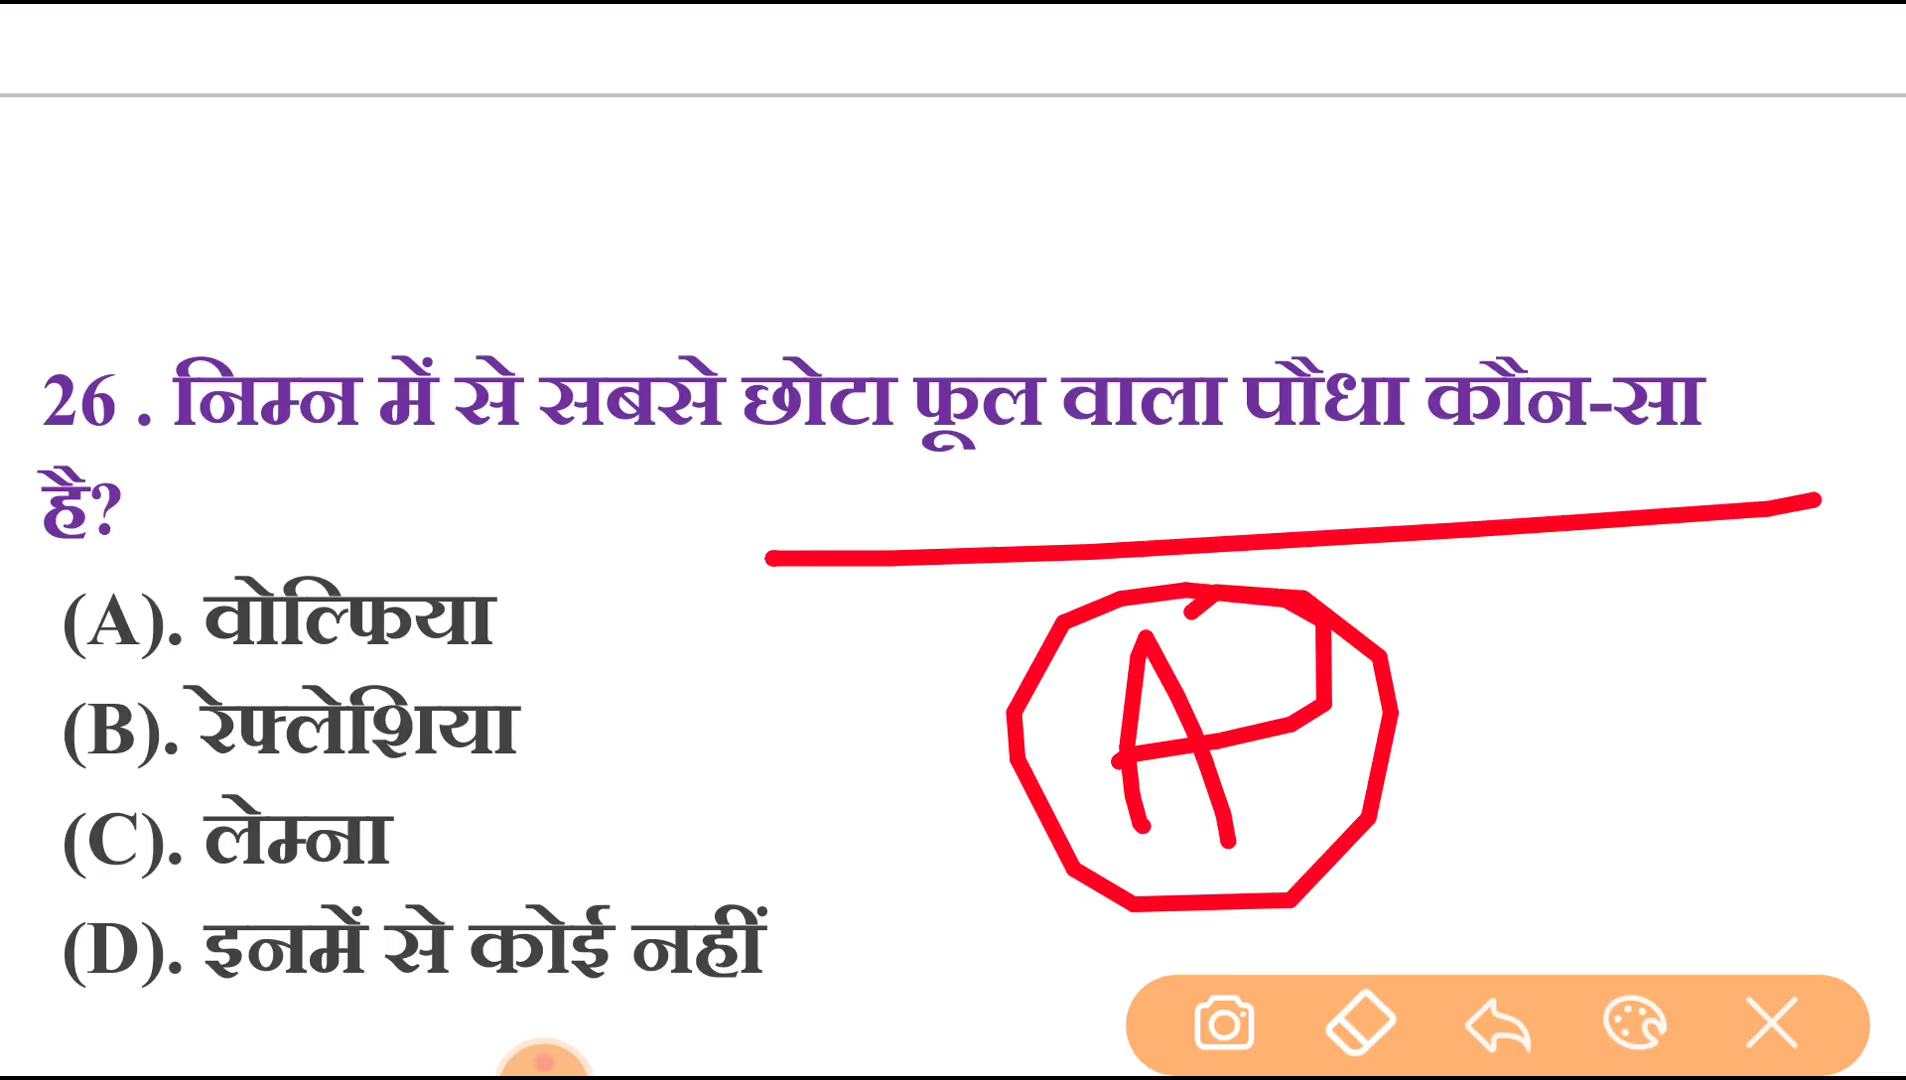 26 . निम्न में से सबसे छोटा फूल वाला पौधा कौन-सा
है?
(A). वोल्फिया
(B). रेफ्लेशिया
(C). लेम्ना
(D). इनमें से कोई नहीं
A